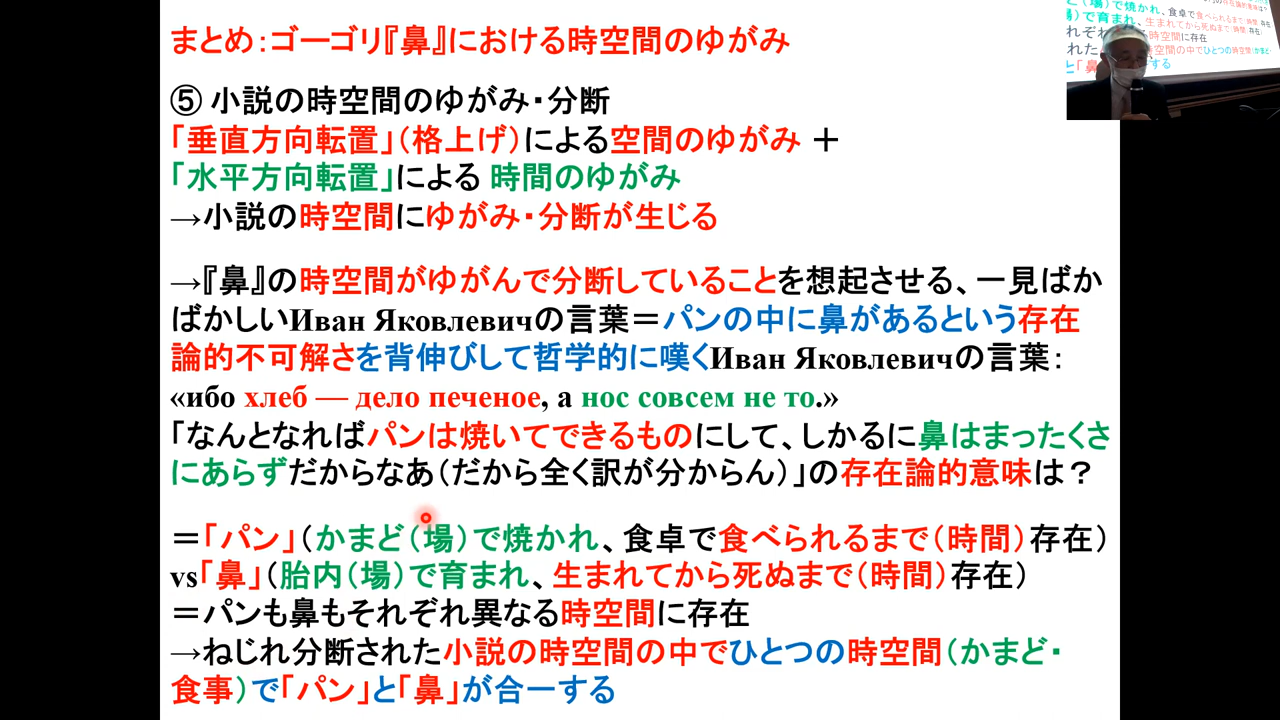 まとめ：ゴーゴリ『鼻』における時空間のゆがみ
⑤ 小説の時空間のゆがみ・分断
「垂直方向転置」（格上げ）による空間のゆがみ ＋
「水平方向転置」による 時間のゆがみ
→小説の時空間にゆがみ・分断が生じる
→『鼻』の時空間がゆがんで分断していることを想起させる、一見ばか
ばかしいИван Яковлевичの言葉＝パンの中に鼻があるという存在
論的不可解さを背伸びして哲学的に嘆くИван Яковлевичの言葉：
«ибо хлеб — дело печеное, а нос совсем не то.»
「なんとなればパンは焼いてできるものにして、しかるに鼻はまったくさ
にあらずだからなあ（だから全く訳が分からん）」の存在論的意味は？
＝「パン」（かまど（場）で焼かれ、食卓で食べられるまで（時間）存在）
vs「鼻」（胎内（場）で育まれ、生まれてから死ぬまで（時間）存在）
＝パンも鼻もそれぞれ異なる時空間に存在
→ねじれ分断された小説の時空間の中でひとつの時空間（かまど・
食事）で「パン」と「鼻」が合一する